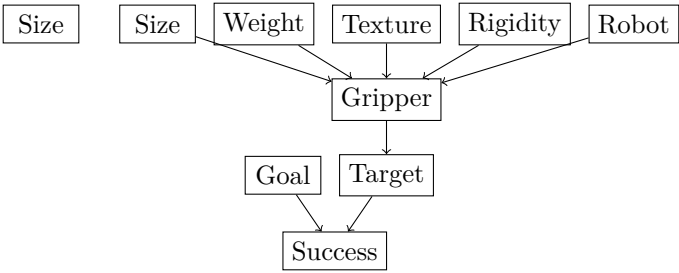 Size Size Weight Texture Rigidity Robot
Gripper
Goal Target
Success